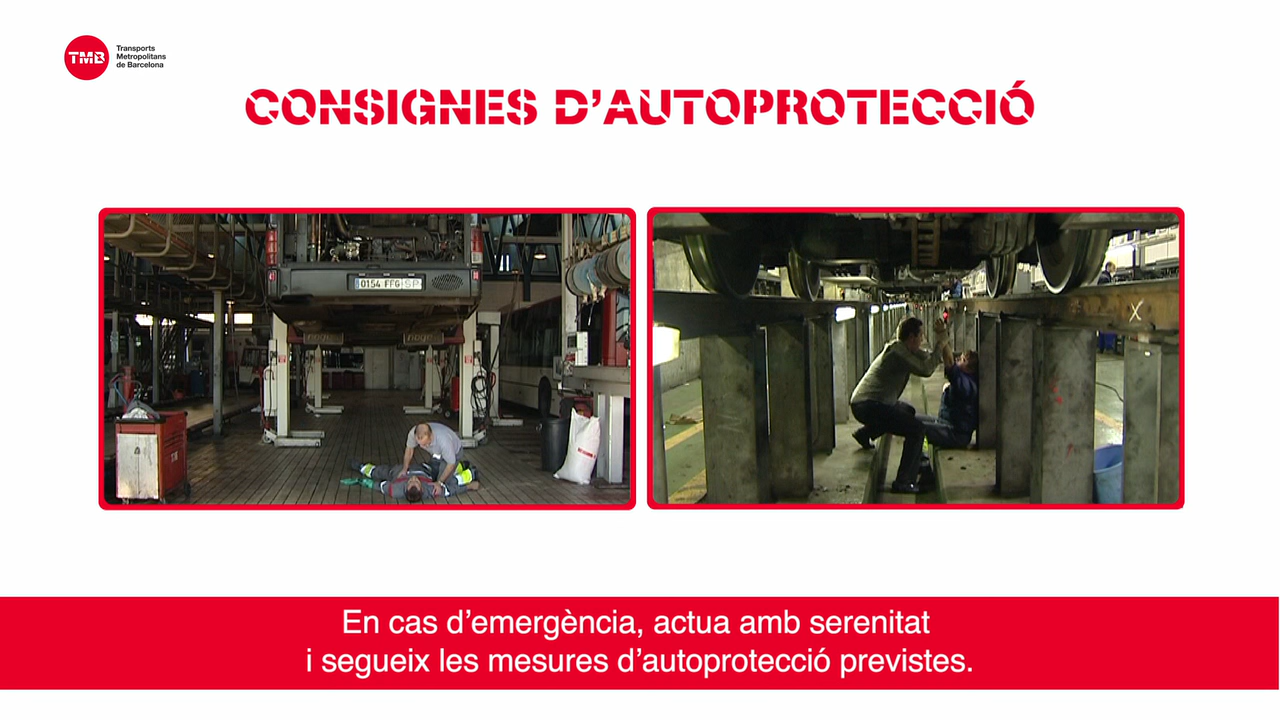 TMB
Transports
Metropolitans
de Barcelona
CONSIGNES D'AUTOPROTECCIÓ
0154 FFG SP
X
En cas d'emergència, actua amb serenitat
i segueix les mesures d'autoprotecció previstes.